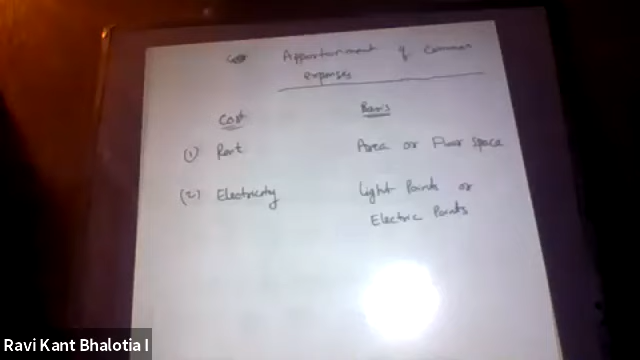 Apportionment of Common
expenses
Cost Basis
(1) Rent Area or Floor Space
(2) Electricity Light Points or
Electric Points
Ravi Kant Bhalotia I